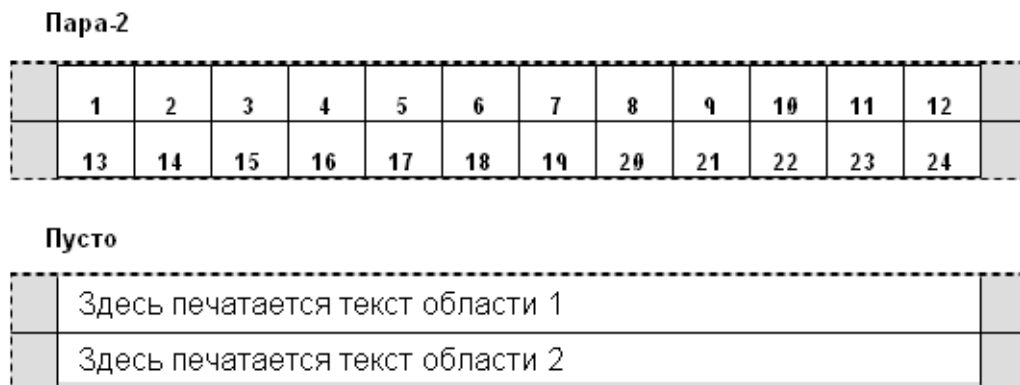 Пара-2
1 2 3 4 5 6 7 8 9 10 11 12
13 14 15 16 17 18 19 20 21 22 23 24
Пусто
Здесь печатается текст области 1
Здесь печатается текст области 2